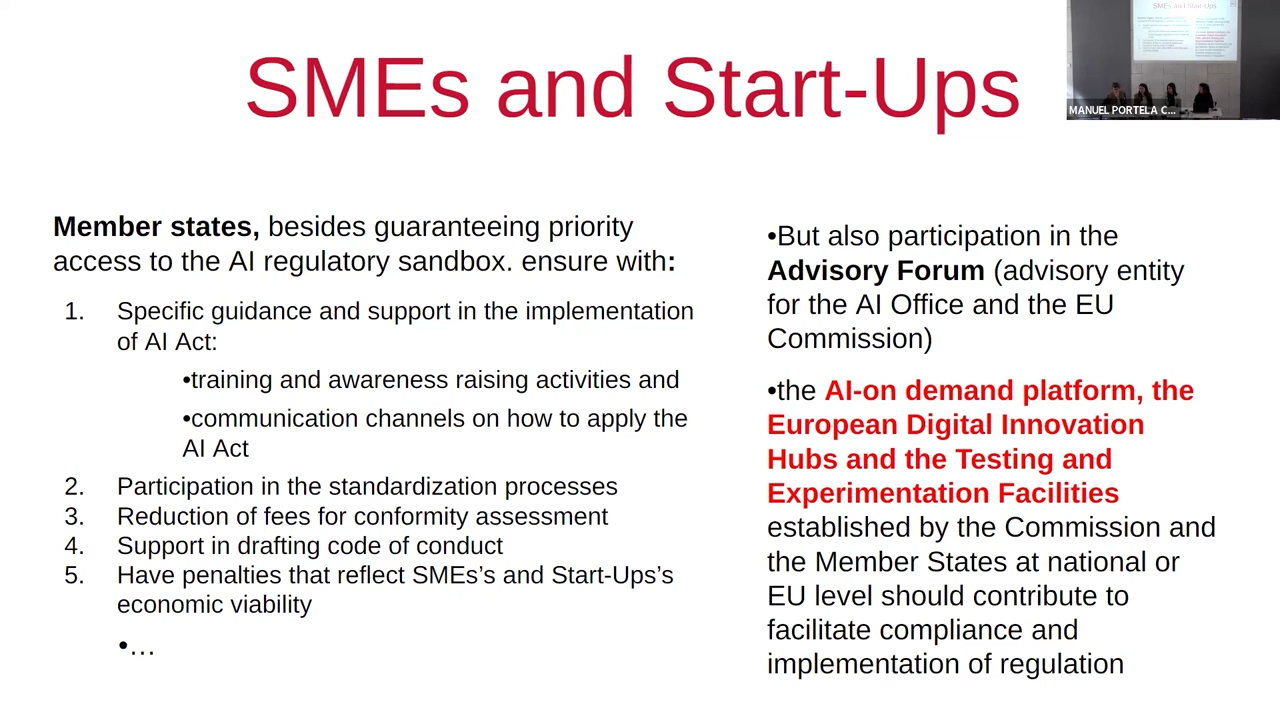 SMEs and Start-Ups
SMEs and Start-Ups
MANUEL PORTELA C...
Member states, besides guaranteeing priority
access to the AI regulatory sandbox. ensure with:
1. Specific guidance and support in the implementation
of AI Act:
•training and awareness raising activities and
•communication channels on how to apply the
AI Act
2. Participation in the standardization processes
3. Reduction of fees for conformity assessment
4. Support in drafting code of conduct
5. Have penalties that reflect SMEs’s and Start-Ups’s
economic viability
•…
•But also participation in the
Advisory Forum (advisory entity
for the AI Office and the EU
Commission)
•the AI-on demand platform, the
European Digital Innovation
Hubs and the Testing and
Experimentation Facilities
established by the Commission and
the Member States at national or
EU level should contribute to
facilitate compliance and
implementation of regulation